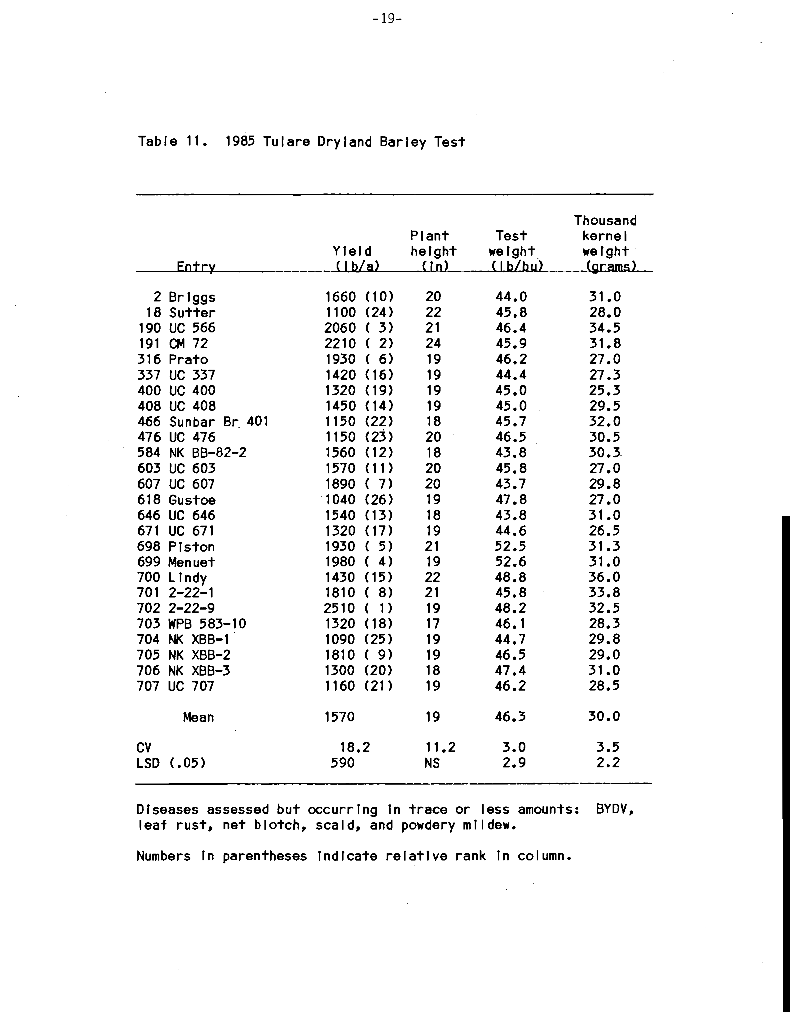 -19-
Table 11. 1985 Tulare Dryland Barley Test
Thousand
Plant Test kernel
Yield height weight weight
Entry (lb/a) (in) (lb/bu) (grams)
2 Briggs 1660 (10) 20 44.0 31.0
18 Sutter 1100 (24) 22 45.8 28.0
190 UC 566 2060 ( 3) 21 46.4 34.5
191 CM 72 2210 ( 2) 24 45.9 31.8
316 Prato 1930 ( 6) 19 46.2 27.0
337 UC 337 1420 (16) 19 44.4 27.3
400 UC 400 1320 (19) 19 45.0 25.3
408 UC 408 1450 (14) 19 45.0 29.5
466 Sunbar Br. 401 1150 (22) 18 45.7 32.0
476 UC 476 1150 (23) 20 46.5 30.5
584 NK BB-82-2 1560 (12) 18 43.8 30.3
603 UC 603 1570 (11) 20 45.8 27.0
607 UC 607 1890 ( 7) 20 43.7 29.8
618 Gustoe 1040 (26) 19 47.8 27.0
646 UC 646 1540 (13) 18 43.8 31.0
671 UC 671 1320 (17) 19 44.6 26.5
698 Piston 1930 ( 5) 21 52.5 31.3
699 Menuet 1980 ( 4) 19 52.6 31.0
700 Lindy 1430 (15) 22 48.8 36.0
701 2-22-1 1810 ( 8) 21 45.8 33.8
702 2-22-9 2510 ( 1) 19 48.2 32.5
703 WPB 583-10 1320 (18) 17 46.1 28.3
704 NK XBB-1 1090 (25) 19 44.7 29.8
705 NK XBB-2 1810 ( 9) 19 46.5 29.0
706 NK XBB-3 1300 (20) 18 47.4 31.0
707 UC 707 1160 (21) 19 46.2 28.5
Mean 1570 19 46.3 30.0
CV 18.2 11.2 3.0 3.5
LSD (.05) 590 NS 2.9 2.2
Diseases assessed but occurring in trace or less amounts: BYDV,
leaf rust, net blotch, scald, and powdery mildew.
Numbers in parentheses indicate relative rank in column.